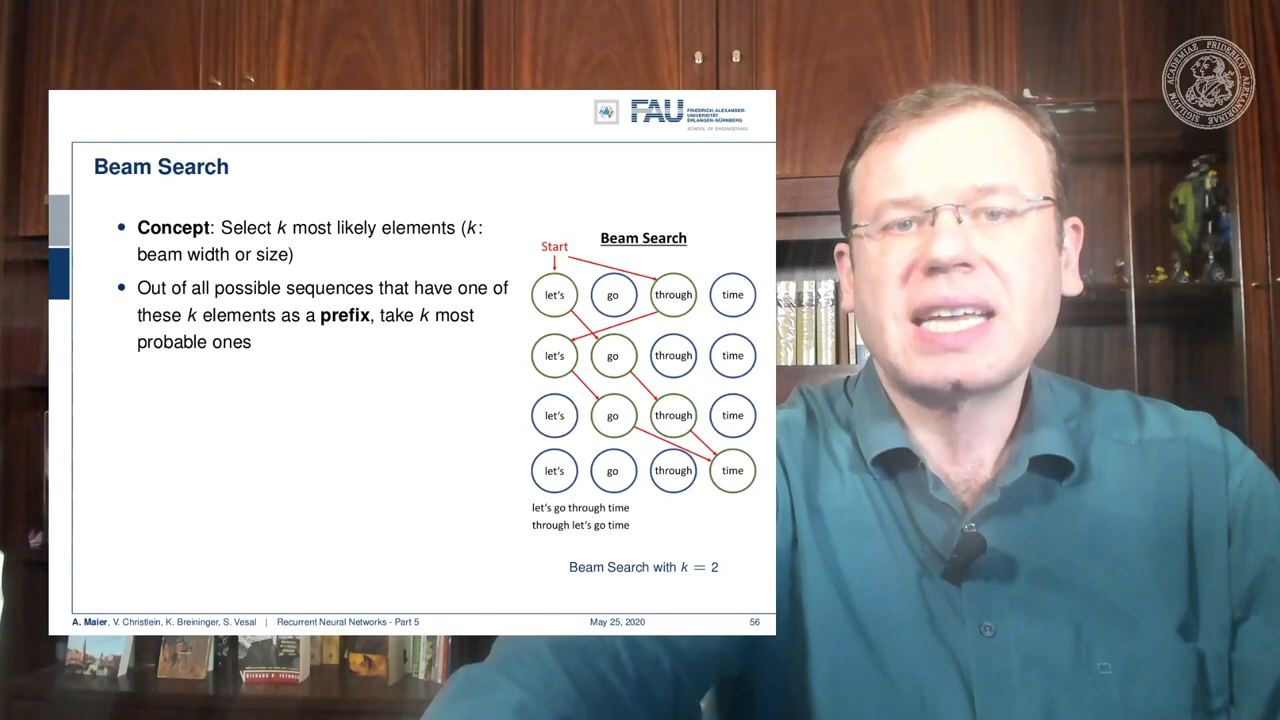 ACADEMIAE FRIDERICO ALEXANDRINAE SIGILLVM
FAU FRIEDRICH-ALEXANDER-
UNIVERSITÄT
ERLANGEN-NÜRNBERG
SCHOOL OF ENGINEERING
Beam Search
• Concept: Select k most likely elements (k:
beam width or size)
• Out of all possible sequences that have one of
these k elements as a prefix, take k most
probable ones
Beam Search
Start
let's go through time
let's go through time
let's go through time
let's go through time
let's go through time
through let's go time
Beam Search with k = 2
A. Maier, V. Christlein, K. Breininger, S. Vesal | Recurrent Neural Networks - Part 5 May 25, 2020 56